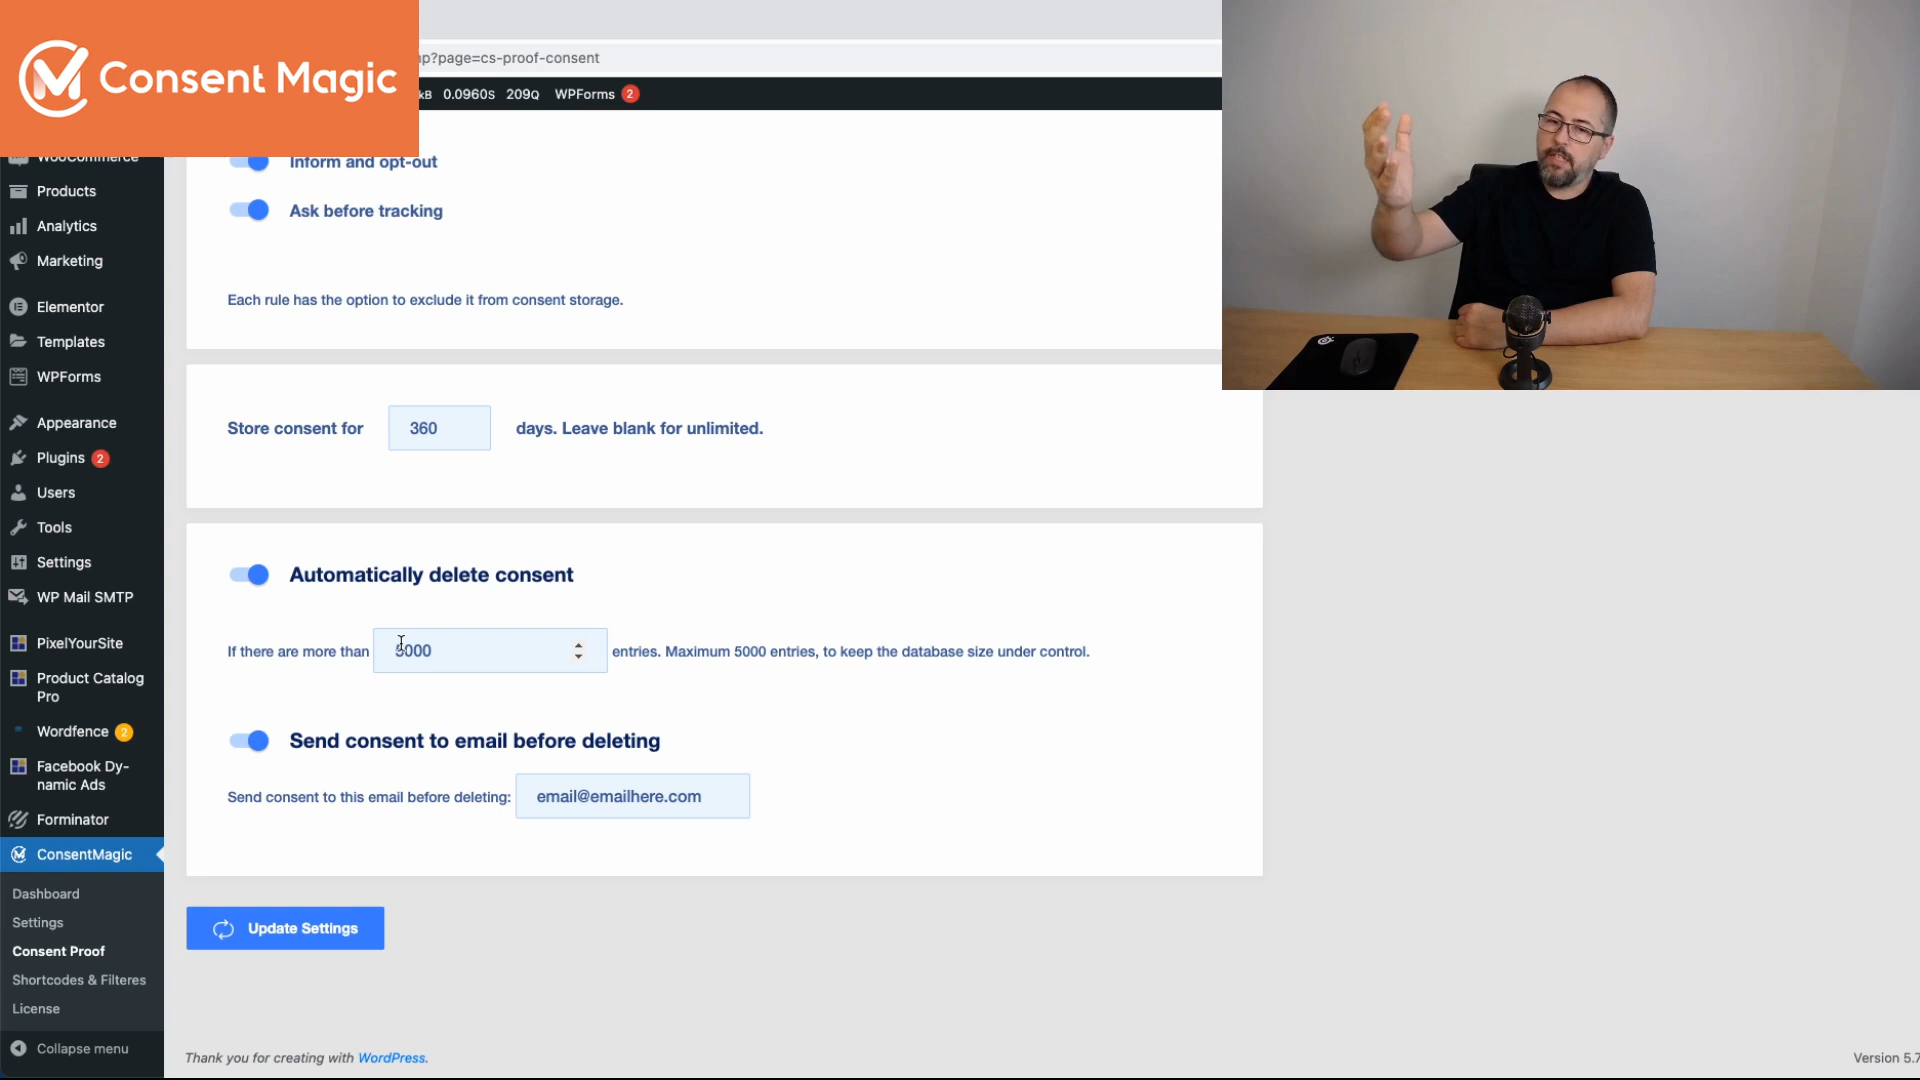 Consent Magic
p?page=cs-proof-consent
kB 0.0960S 209Q WPForms 2
WooCommerce
Products
Analytics
Marketing
Elementor
Templates
WPForms
Appearance
Plugins 2
Users
Tools
Settings
WP Mail SMTP
PixelYourSite
Product Catalog
Pro
Wordfence 2
Facebook Dy-
namic Ads
Forminator
ConsentMagic
Dashboard
Settings
Consent Proof
Shortcodes & Filteres
License
Collapse menu
Inform and opt-out
Ask before tracking
Each rule has the option to exclude it from consent storage.
Store consent for 360 days. Leave blank for unlimited.
Automatically delete consent
If there are more than 5000 entries. Maximum 5000 entries, to keep the database size under control.
Send consent to email before deleting
Send consent to this email before deleting: email@emailhere.com
Update Settings
Thank you for creating with WordPress.
Version 5.7